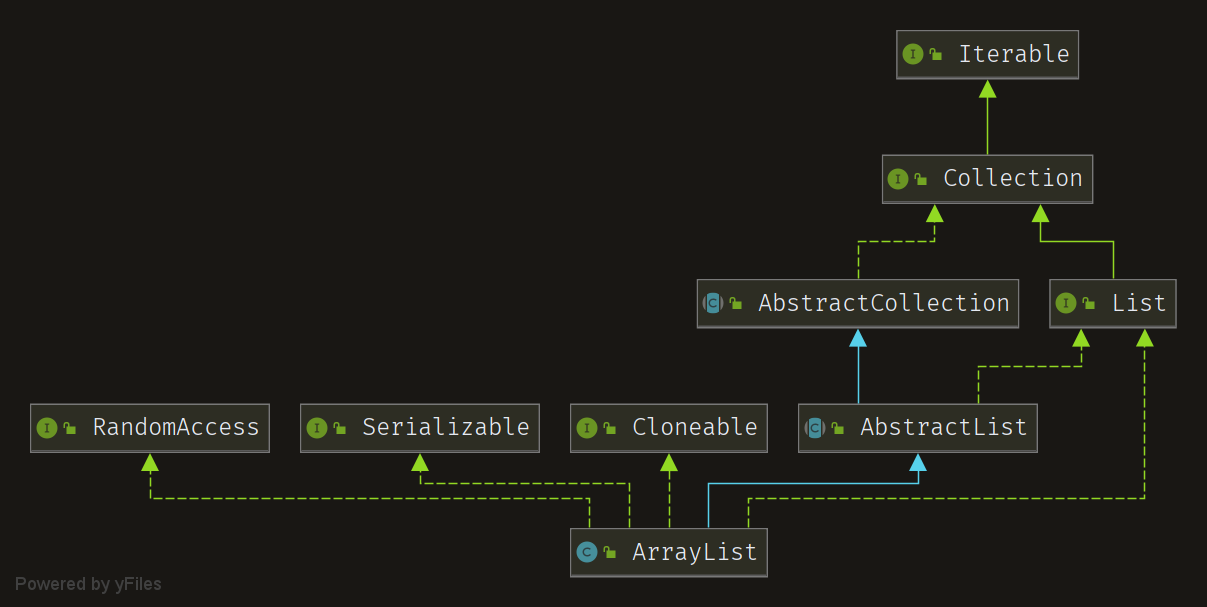 Iterable
Collection
AbstractCollection
List
RandomAccess
Serializable
Cloneable
AbstractList
ArrayList
Powered by yFiles